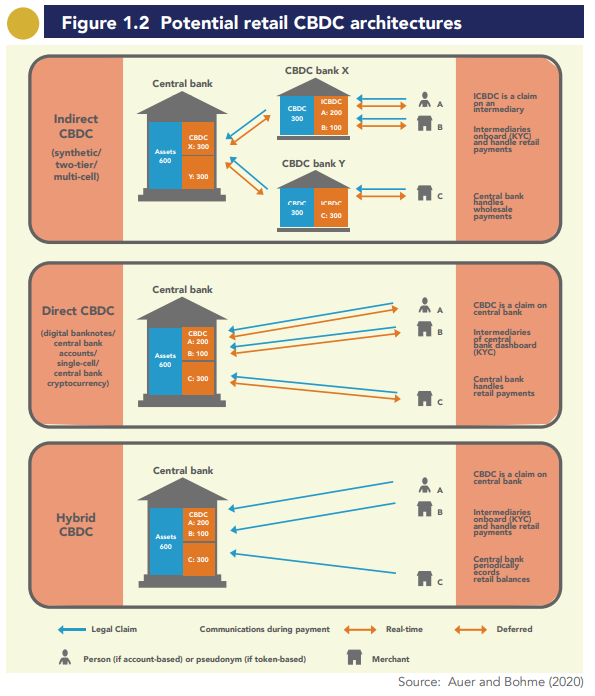 Figure 1.2 Potential retail CBDC architectures
Indirect
CBDC
(synthetic/
two-tier/
multi-cell)
Central bank
Assets
600
CBDC
X: 300
Y: 300
CBDC bank X
CBDC
300
ICBDC
A: 200
B: 100
CBDC bank Y
CBDC
300
ICBDC
C: 300
A
B
C
ICBDC is a claim
on an
intermediary
Intermediaries
onboard (KYC)
and handle retail
payments
Central bank
handles
wholesale
payments
Direct CBDC
(digital banknotes/
central bank
accounts/
single-cell/
central bank
cryptocurrency)
Central bank
Assets
600
CBDC
A: 200
B: 100
C: 300
A
B
C
CBDC is a claim on
central bank
Intermediaries
of central
bank dashboard
(KYC)
Central bank
handles
retail payments
Hybrid
CBDC
Central bank
Assets
600
CBDC
A: 200
B: 100
C: 300
A
B
C
CBDC is a claim on
central bank
Intermediaries
onboard (KYC)
and handle retail
payments
Central bank
periodically
ecords
retail balances
Legal Claim
Communications during payment
Real-time
Deferred
Person (if account-based) or pseudonym (if token-based)
Merchant
Source: Auer and Bohme (2020)